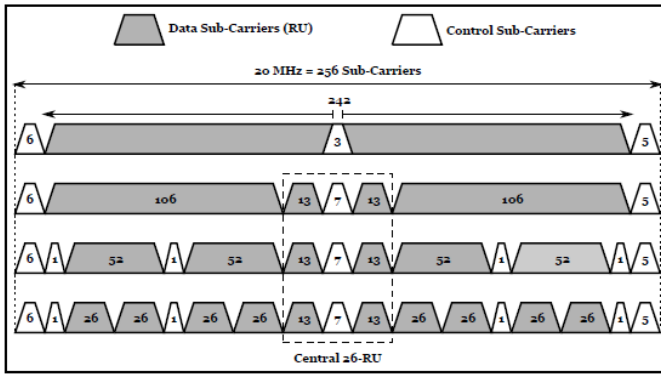 Data Sub-Carriers (RU) Control Sub-Carriers
20 MHz = 256 Sub-Carriers
242
6 3 5
6 106 13 7 13 106 5
6 1 52 1 52 13 7 13 52 1 52 1 5
6 1 26 26 1 26 26 13 7 13 26 26 1 26 26 1 5
Central 26-RU